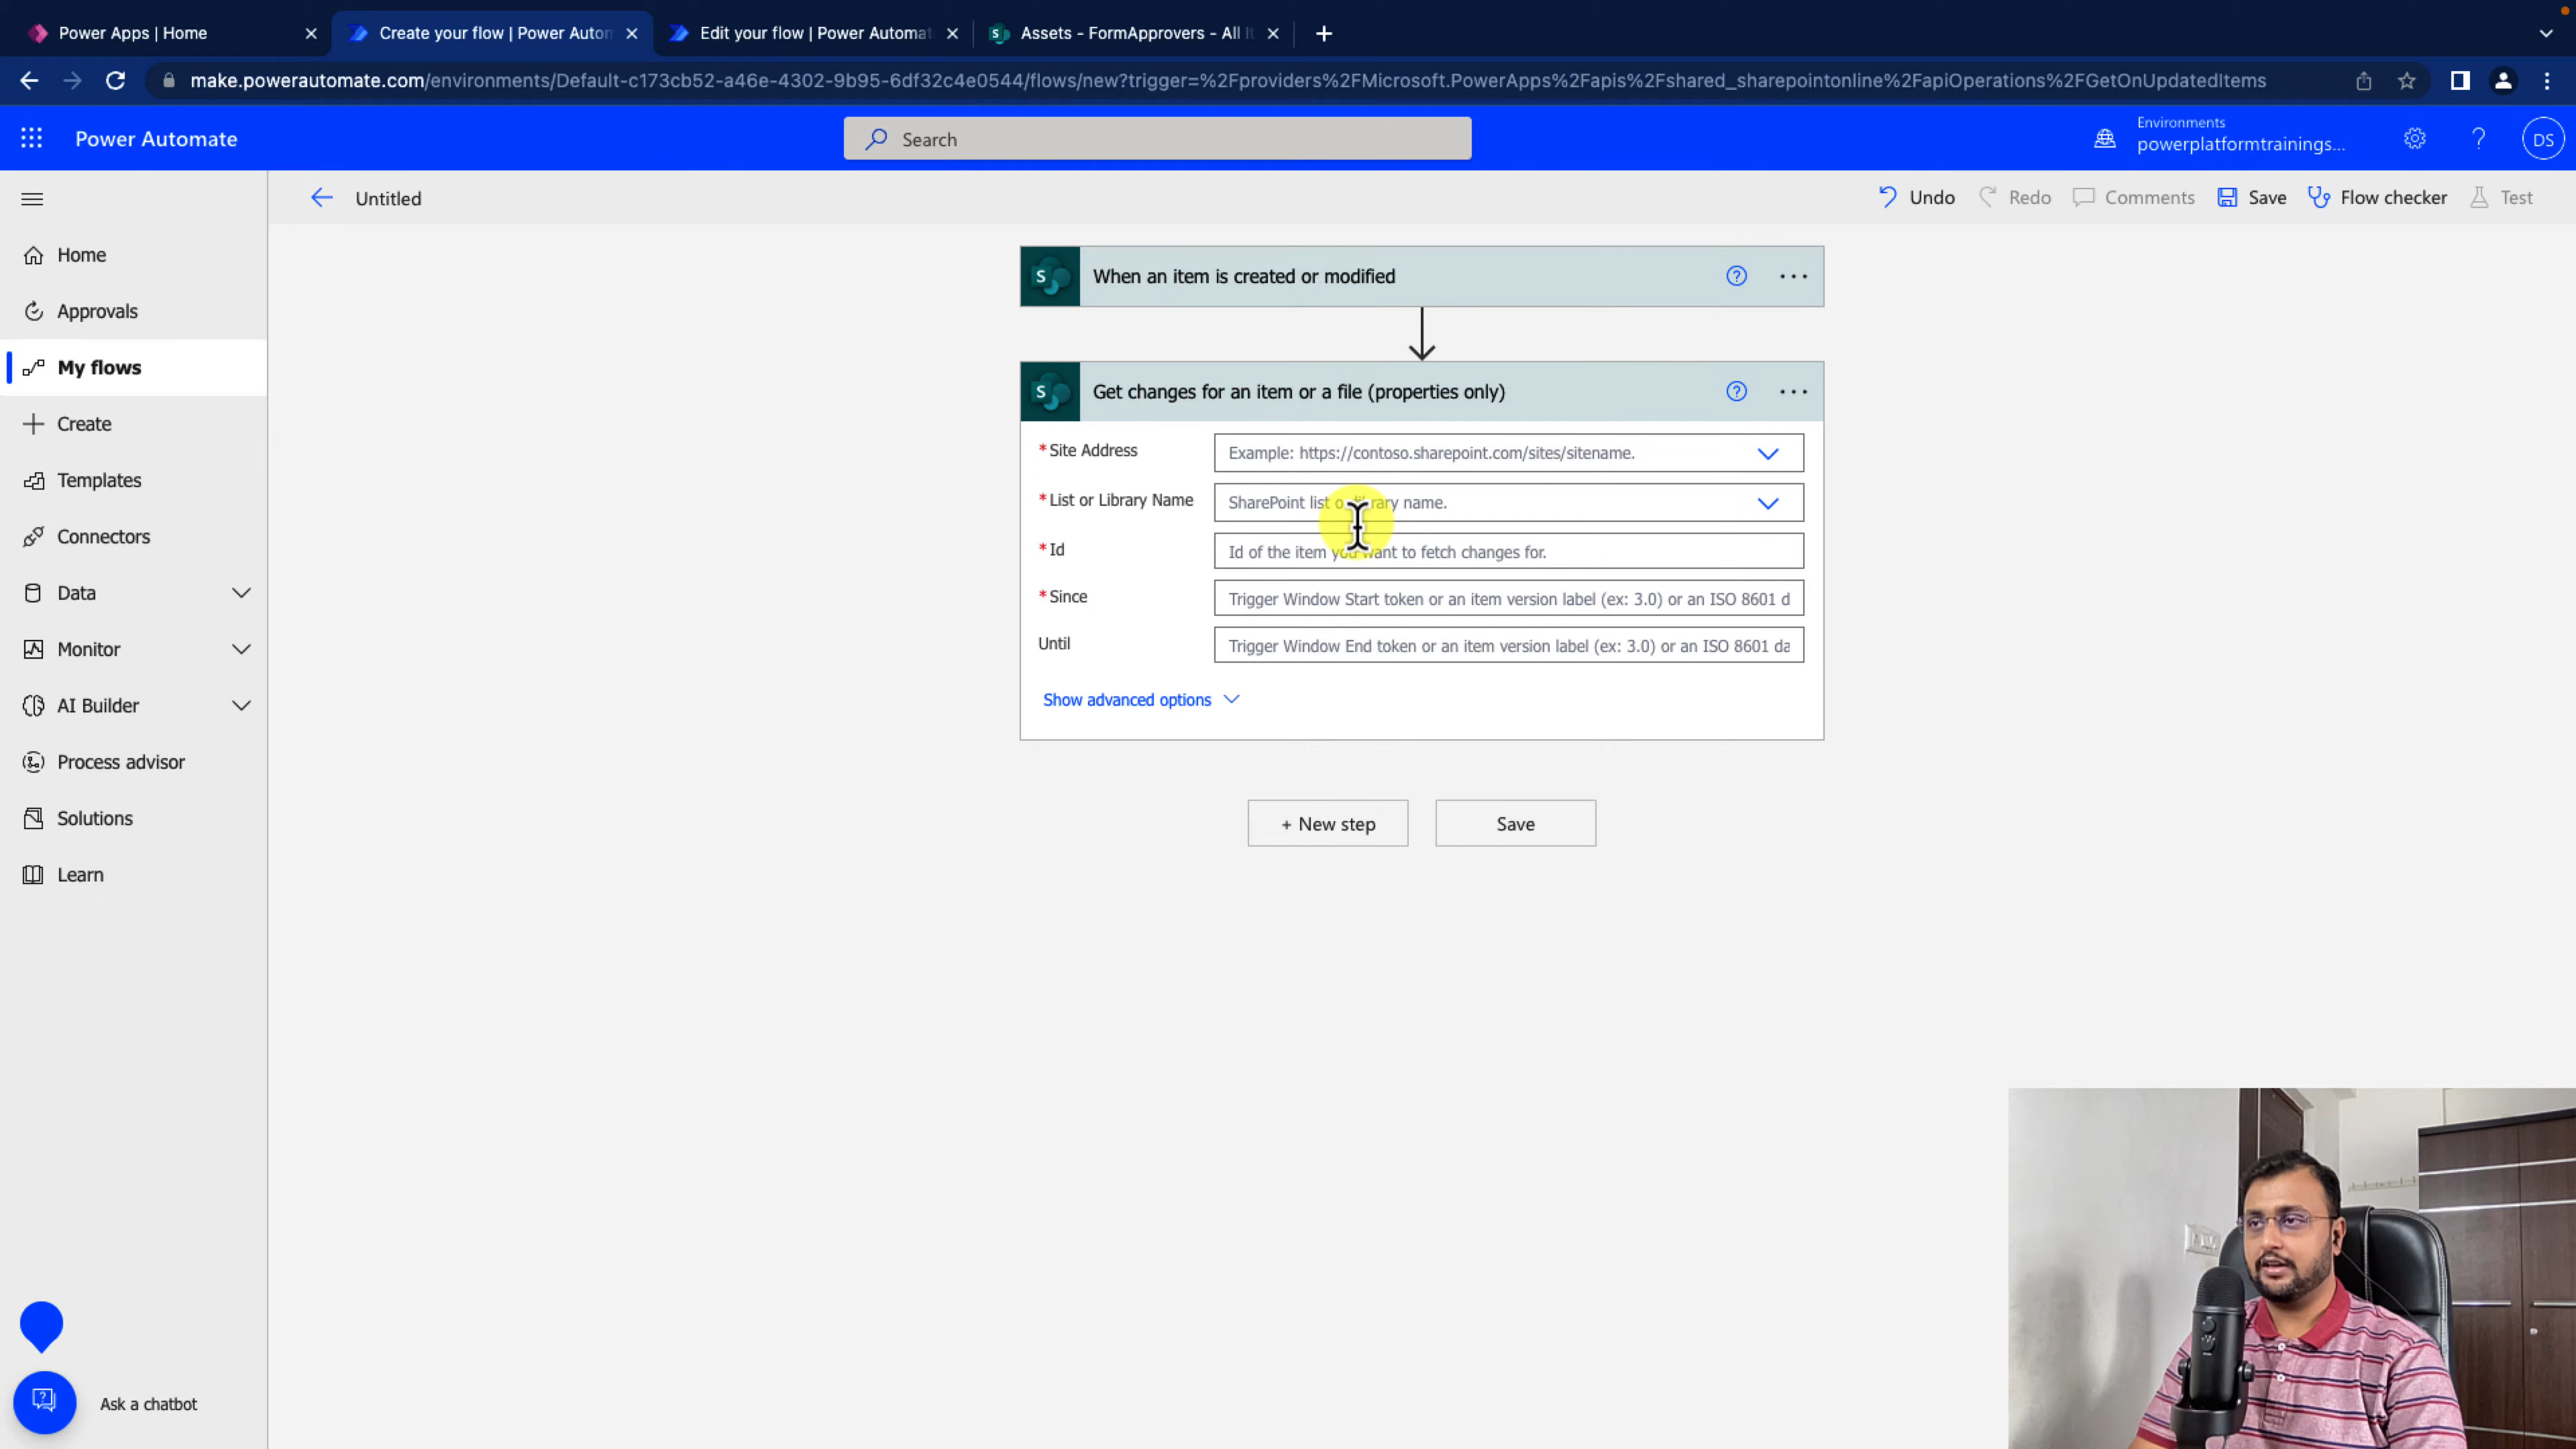 Power Apps | Home
Create your flow | Power Autom
Edit your flow | Power Automat
Assets - FormApprovers - All It
make.powerautomate.com/environments/Default-c173cb52-a46e-4302-9b95-6df32c4e0544/flows/new?trigger=%2Fproviders%2FMicrosoft.PowerApps%2Fapis%2Fshared_sharepointonline%2FapiOperations%2FGetOnUpdatedItems
Power Automate
Search
Environments
powerplatformtrainings...
DS
Untitled
Undo
Redo
Comments
Save
Flow checker
Test
Home
Approvals
My flows
Create
Templates
Connectors
Data
Monitor
AI Builder
Process advisor
Solutions
Learn
When an item is created or modified
Get changes for an item or a file (properties only)
* Site Address
Example: https://contoso.sharepoint.com/sites/sitename.
* List or Library Name
SharePoint list or library name.
* Id
Id of the item you want to fetch changes for.
* Since
Trigger Window Start token or an item version label (ex: 3.0) or an ISO 8601 d
Until
Trigger Window End token or an item version label (ex: 3.0) or an ISO 8601 da
Show advanced options
+ New step
Save
Ask a chatbot